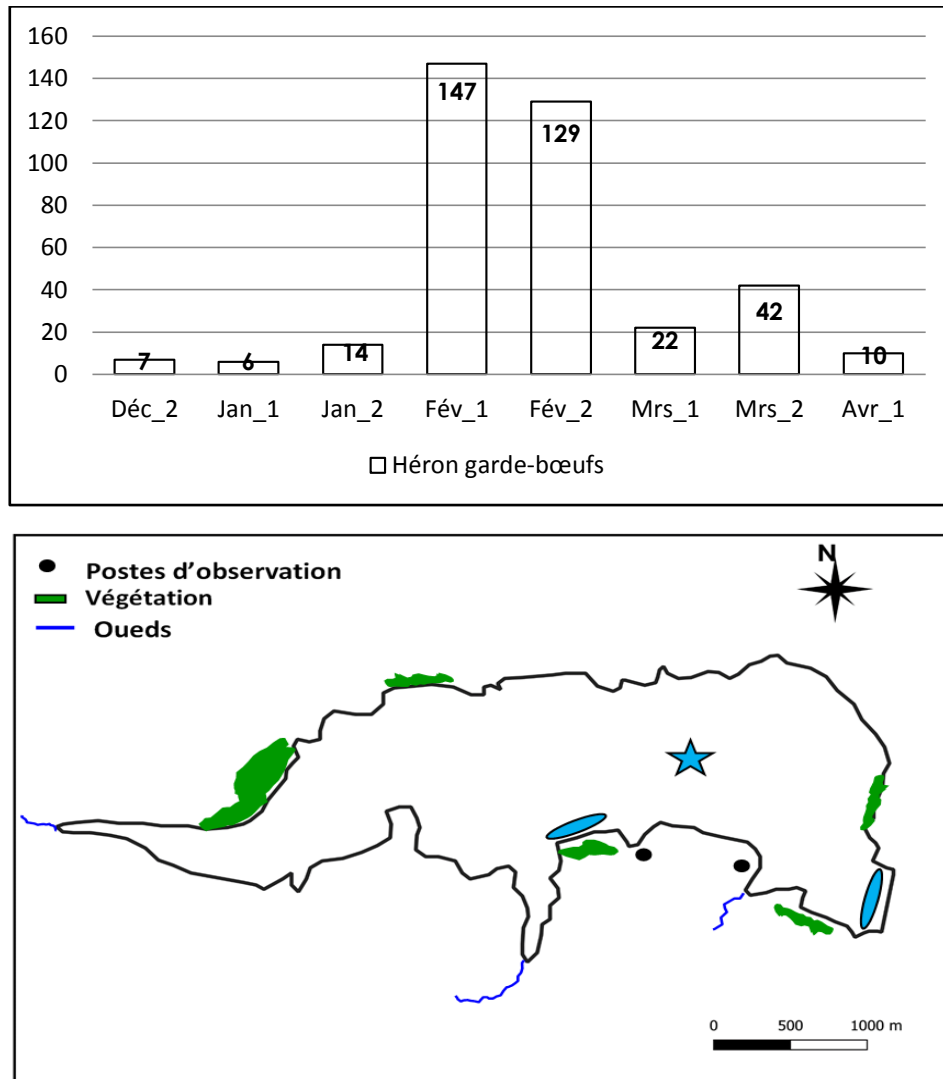 160
140
120
100
80
60
40
20
0
147
129
7
6
14
22
42
10
Déc_2 Jan_1 Jan_2 Fév_1 Fév_2 Mrs_1 Mrs_2 Avr_1
Héron garde-bœufs
N
Postes d'observation
Végétation
Oueds
0 500 1000 m